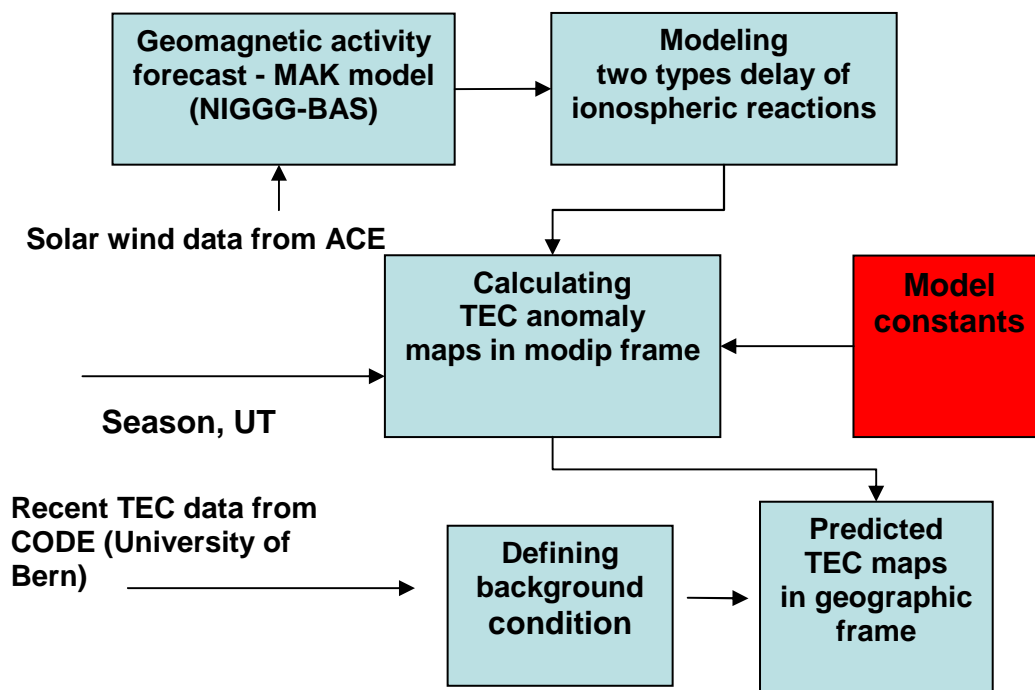 Geomagnetic activity
forecast - MAK model
(NIGGG-BAS)
Modeling
two types delay of
ionospheric reactions
Solar wind data from ACE
Calculating
TEC anomaly
maps in modip frame
Model
constants
Season, UT
Recent TEC data from
CODE (University of
Bern)
Defining
background
condition
Predicted
TEC maps
in geographic
frame